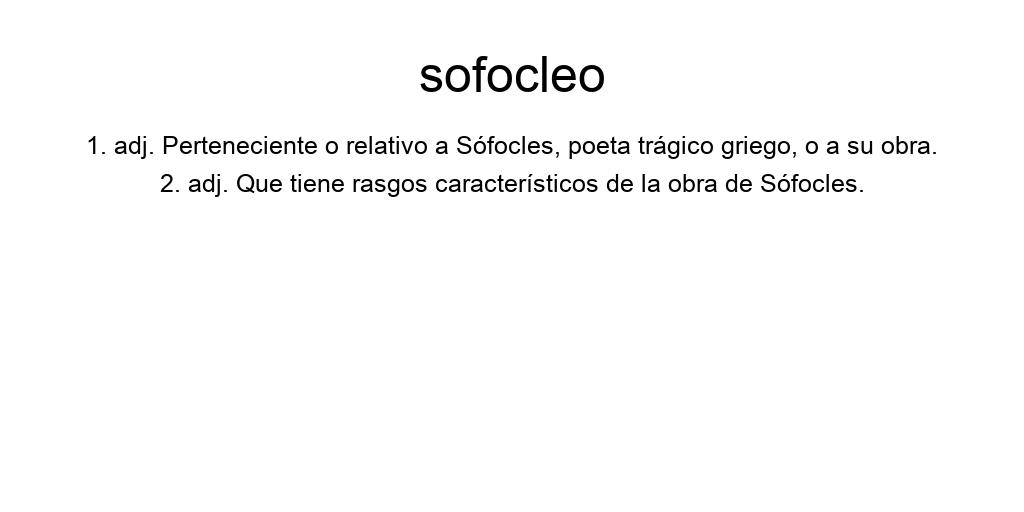 sofocleo
1. adj. Perteneciente o relativo a Sófocles, poeta trágico griego, o a su obra.
2. adj. Que tiene rasgos característicos de la obra de Sófocles.